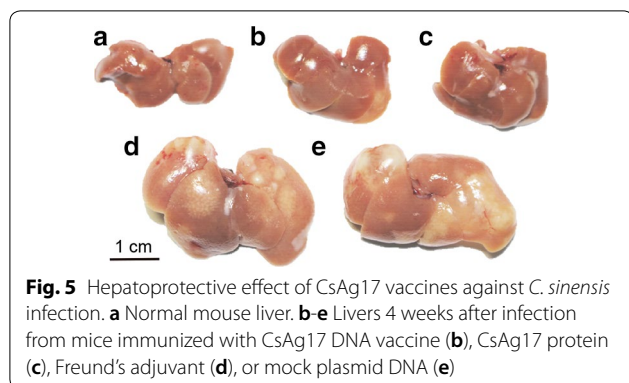 a
b
c
d
e
1 cm
Fig. 5 Hepatoprotective effect of CsAg17 vaccines against C. sinensis
infection. a Normal mouse liver. b-e Livers 4 weeks after infection
from mice immunized with CsAg17 DNA vaccine (b), CsAg17 protein
(c), Freund's adjuvant (d), or mock plasmid DNA (e)